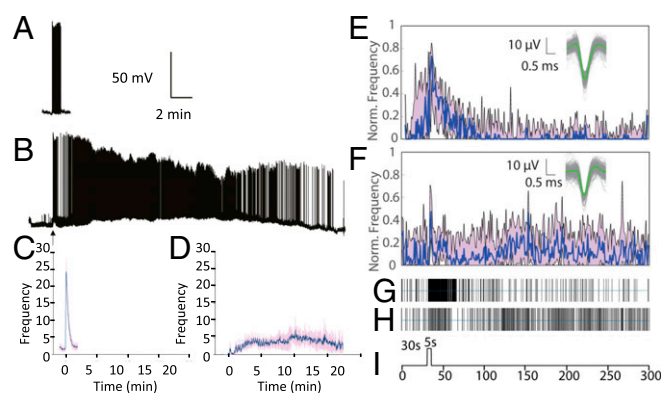 A
50 mV
2 min
B
C
30
25
20
15
10
5
0
Frequency
0 5 10 15 20
Time (min)
D
30
25
20
15
10
5
0
Frequency
0 5 10 15 20
Time (min)
E
1
0.8
0.6
0.4
0.2
0
Norm. Frequency
10 µV
0.5 ms
F
1
0.8
0.6
0.4
0.2
0
Norm. Frequency
10 µV
0.5 ms
G
H
I
30s 5s
0 50 100 150 200 250 300